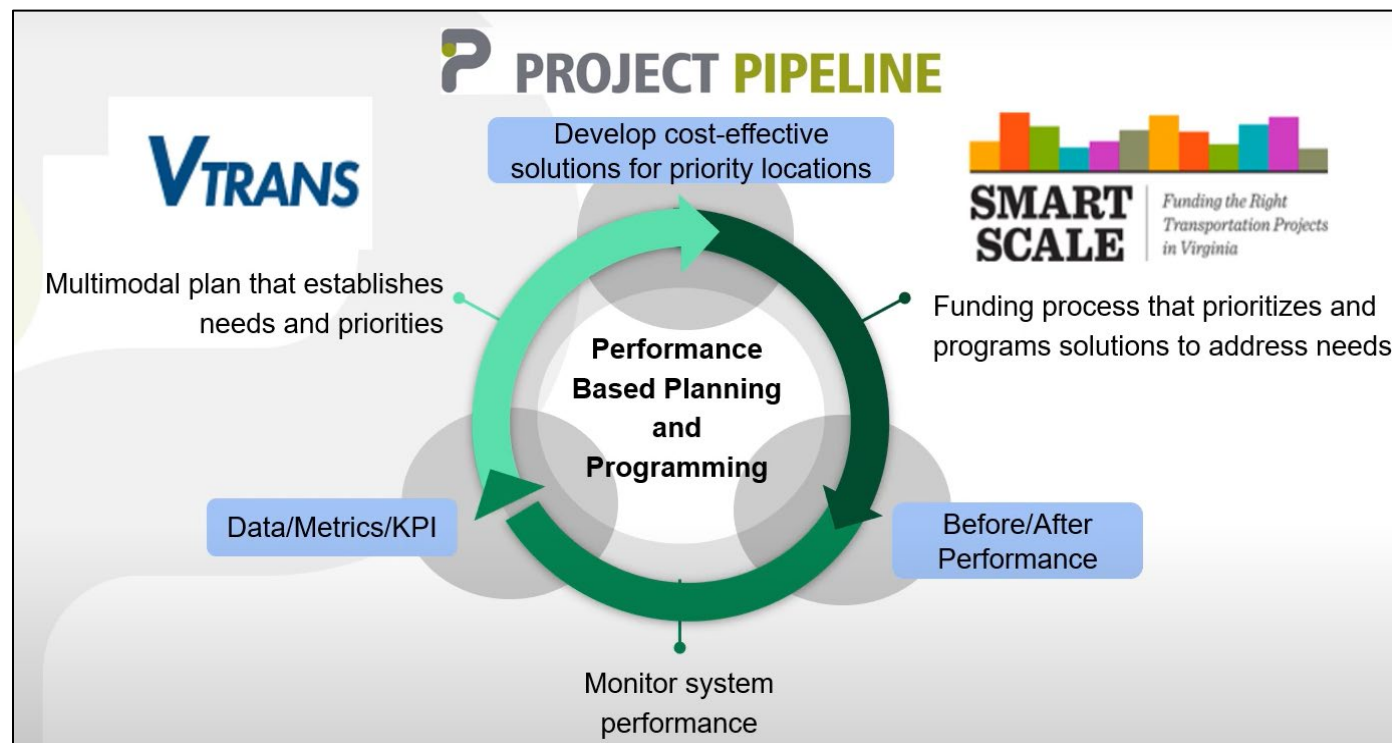 PROJECT PIPELINE
Develop cost-effective
solutions for priority locations
VTRANS
Multimodal plan that establishes
needs and priorities
SMART
SCALE
Funding the Right
Transportation Projects
in Virginia
Funding process that prioritizes and
programs solutions to address needs
Performance
Based Planning
and
Programming
Data/Metrics/KPI
Before/After
Performance
Monitor system
performance